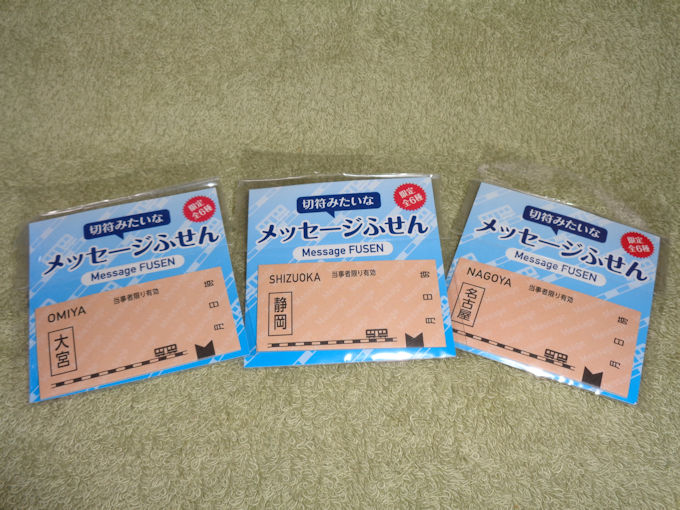 切符みたいな
限定
全6種
メッセージふせん
Message FUSEN
OMIYA
当事者限り有効
大宮
切符みたいな
限定
全6種
メッセージふせん
Message FUSEN
SHIZUOKA
当事者限り有効
静岡
切符みたいな
限定
全6種
メッセージふせん
Message FUSEN
NAGOYA
当事者限り有効
名古屋